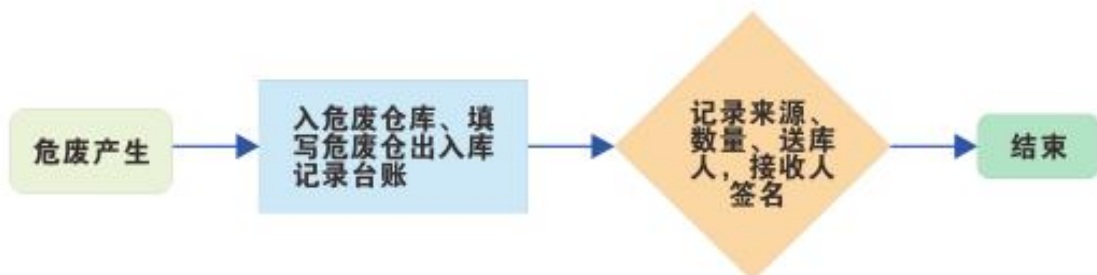 危废产生
入危废仓库、填
写危废仓出入库
记录台账
记录来源、
数量、送库
人，接收人
签名
结束